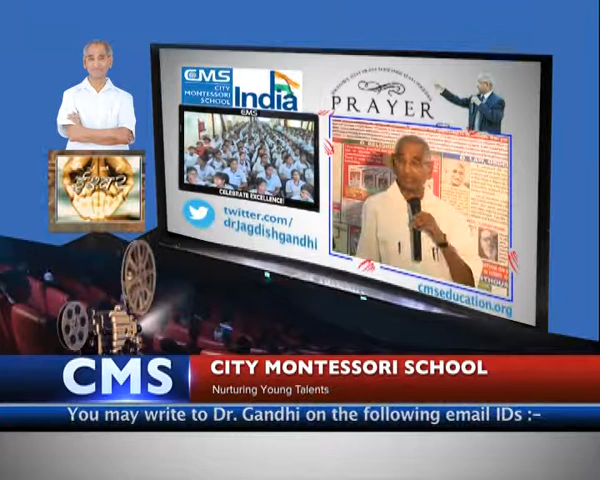 CMS
CITY
MONTESSORI
SCHOOL
India
PRAYER
CMS
CELEBRATE EXCELLENCE!
twitter.com/
drJagdishgandhi
cmseducation.org
CMS
CITY MONTESSORI SCHOOL
Nurturing Young Talents
You may write to Dr. Gandhi on the following email IDs :-